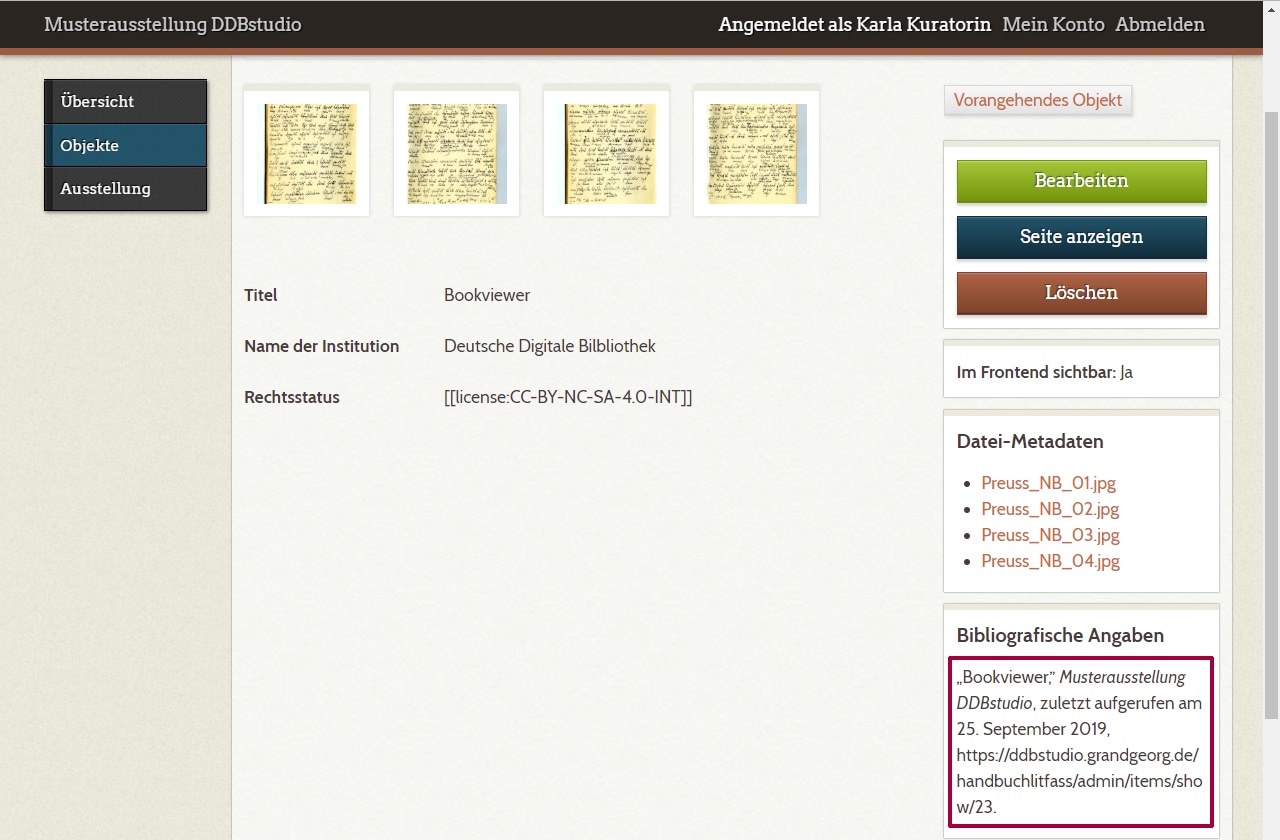 Musterausstellung DDBstudio
Angemeldet als Karla Kuratorin Mein Konto Abmelden
Übersicht
Objekte
Ausstellung
Titel Bookviewer
Name der Institution Deutsche Digitale Bilbliothek
Rechtsstatus [[license:CC-BY-NC-SA-4.0-INT]]
Vorangehendes Objekt
Bearbeiten
Seite anzeigen
Löschen
Im Frontend sichtbar: Ja
Datei-Metadaten
• Preuss_NB_01.jpg
• Preuss_NB_02.jpg
• Preuss_NB_03.jpg
• Preuss_NB_04.jpg
Bibliografische Angaben
„Bookviewer,” Musterausstellung
DDBstudio, zuletzt aufgerufen am
25. September 2019,
https://ddbstudio.grandgeorg.de/
handbuchlitfass/admin/items/sho
w/23.